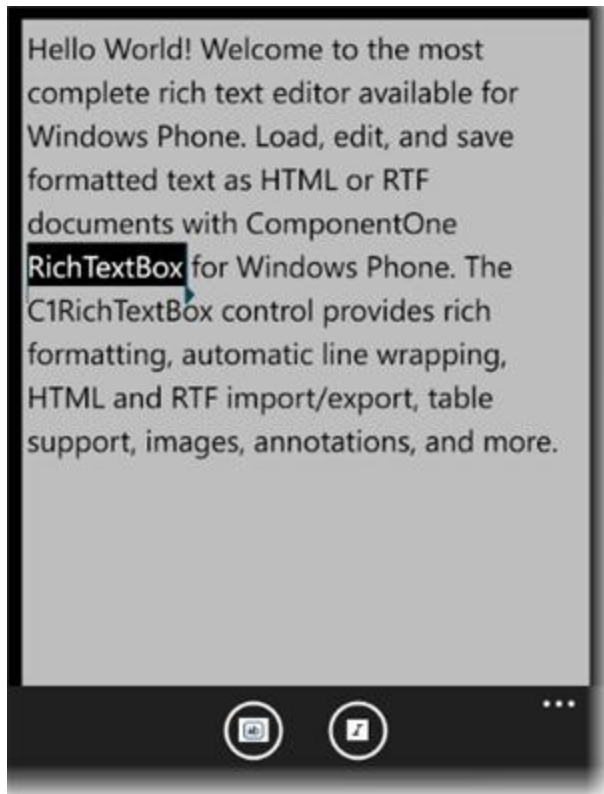 Hello World! Welcome to the most
complete rich text editor available for
Windows Phone. Load, edit, and save
formatted text as HTML or RTF
documents with ComponentOne
RichTextBox for Windows Phone. The
C1RichTextBox control provides rich
formatting, automatic line wrapping,
HTML and RTF import/export, table
support, images, annotations, and more.
ab
I